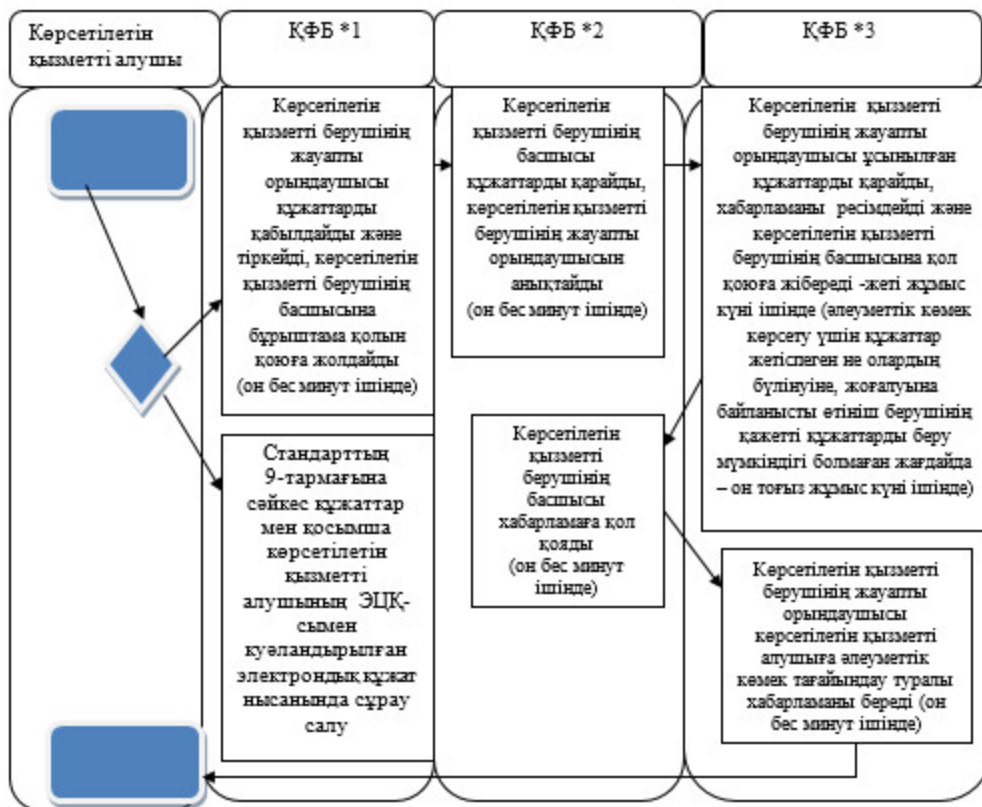 Көрсетілетін
қызметті алушы
ҚФБ *1
ҚФБ *2
ҚФБ *3
Көрсетілетін
қызметті берушінің
жауапты
орындаушысы
құжаттарды
қабылдайды және
тіркейді, көрсетілетін
қызметті берушінің
басшысына
бұрыштама қолын
қоюға жолдайды
(он бес минут ішінде)
Көрсетілетін
қызметті берушінің
басшысы
құжаттарды қарайды,
көрсетілетін қызметті
берушінің жауапты
орындаушысын
анықтайды
(он бес минут ішінде)
Көрсетілетін қызметті
берушінің жауапты
орындаушысы ұсынылған
құжаттарды қарайды,
хабарламаны ресімдейді және
көрсетілетін қызметті
берушінің басшысына қол
қоюға жібереді -жеті жұмыс
күні ішінде (әлеуметтік көмек
көрсету үшін құжаттар
жетіспеген не олардың
бүлінуіне, жоғалуына
байланысты өтініш берушінің
қажетті құжаттарды беру
мүмкіндігі болмаған жағдайда
– он тоғыз жұмыс күні ішінде)
Стандарттың
9-тармағына
сәйкес құжаттар
мен қосымша
көрсетілетін
қызметті
алушының ЭЦҚ-
сымен
куәландырылған
электрондық құжат
нысанында сұрау
салу
Көрсетілетін
қызметті
берушінің
басшысы
хабарламаға қол
қояды
(он бес минут
ішінде)
Көрсетілетін қызметті
берушінің жауапты
орындаушысы
көрсетілетін қызметті
алушыға әлеуметтік
көмек тағайындау туралы
хабарламаны береді (он
бес минут ішінде)